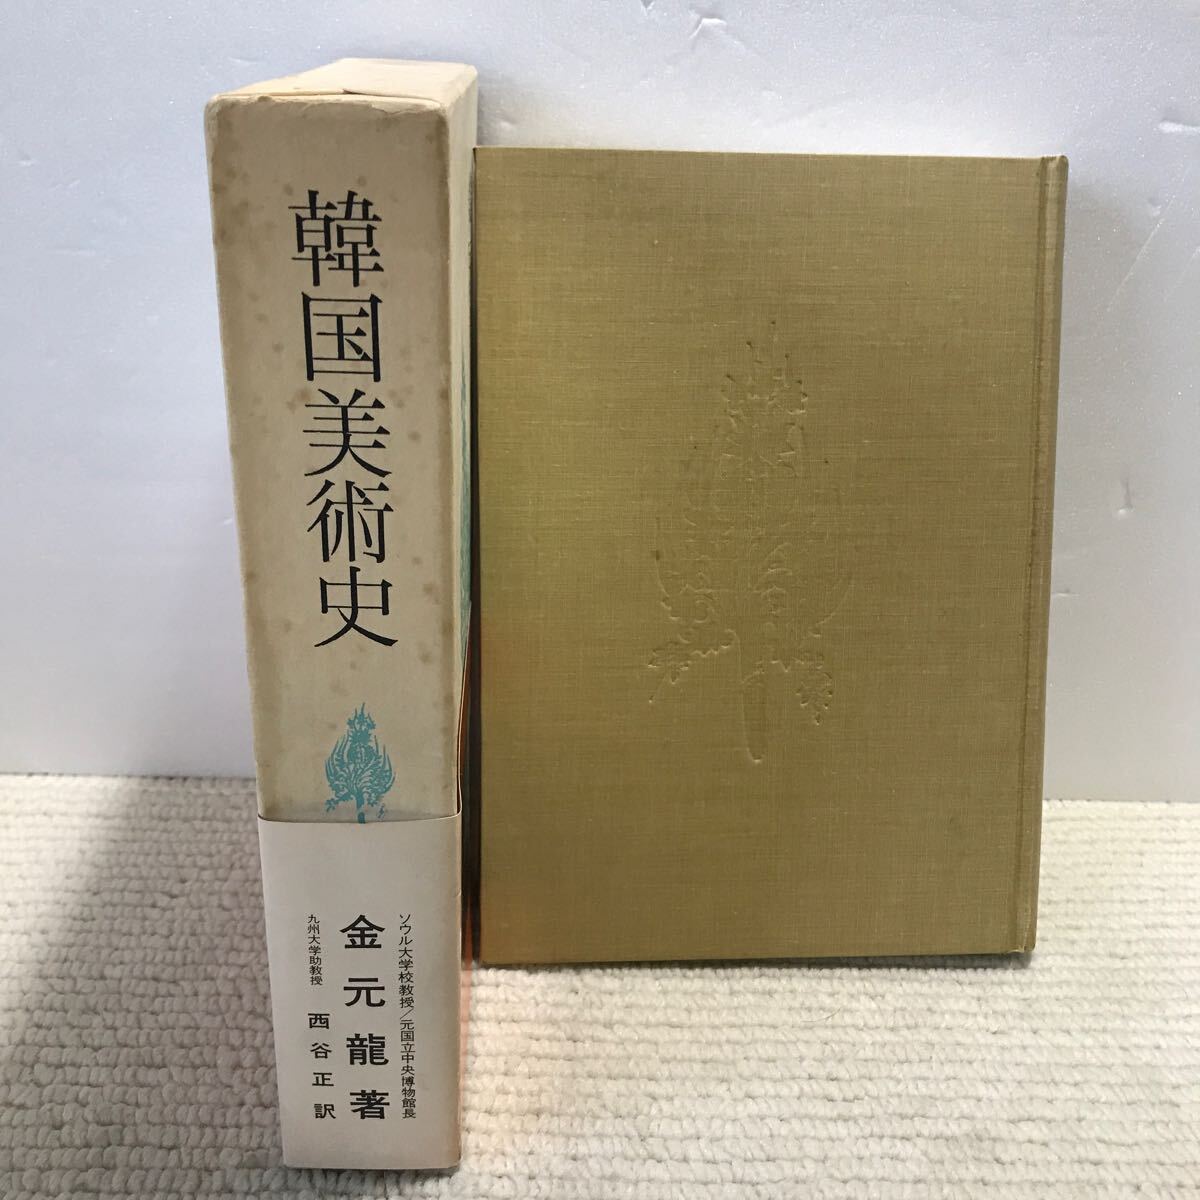 韓国美術史
ソウル大学校教授/元国立中央博物館長
金元龍著
九州大学助教授
西谷正訳